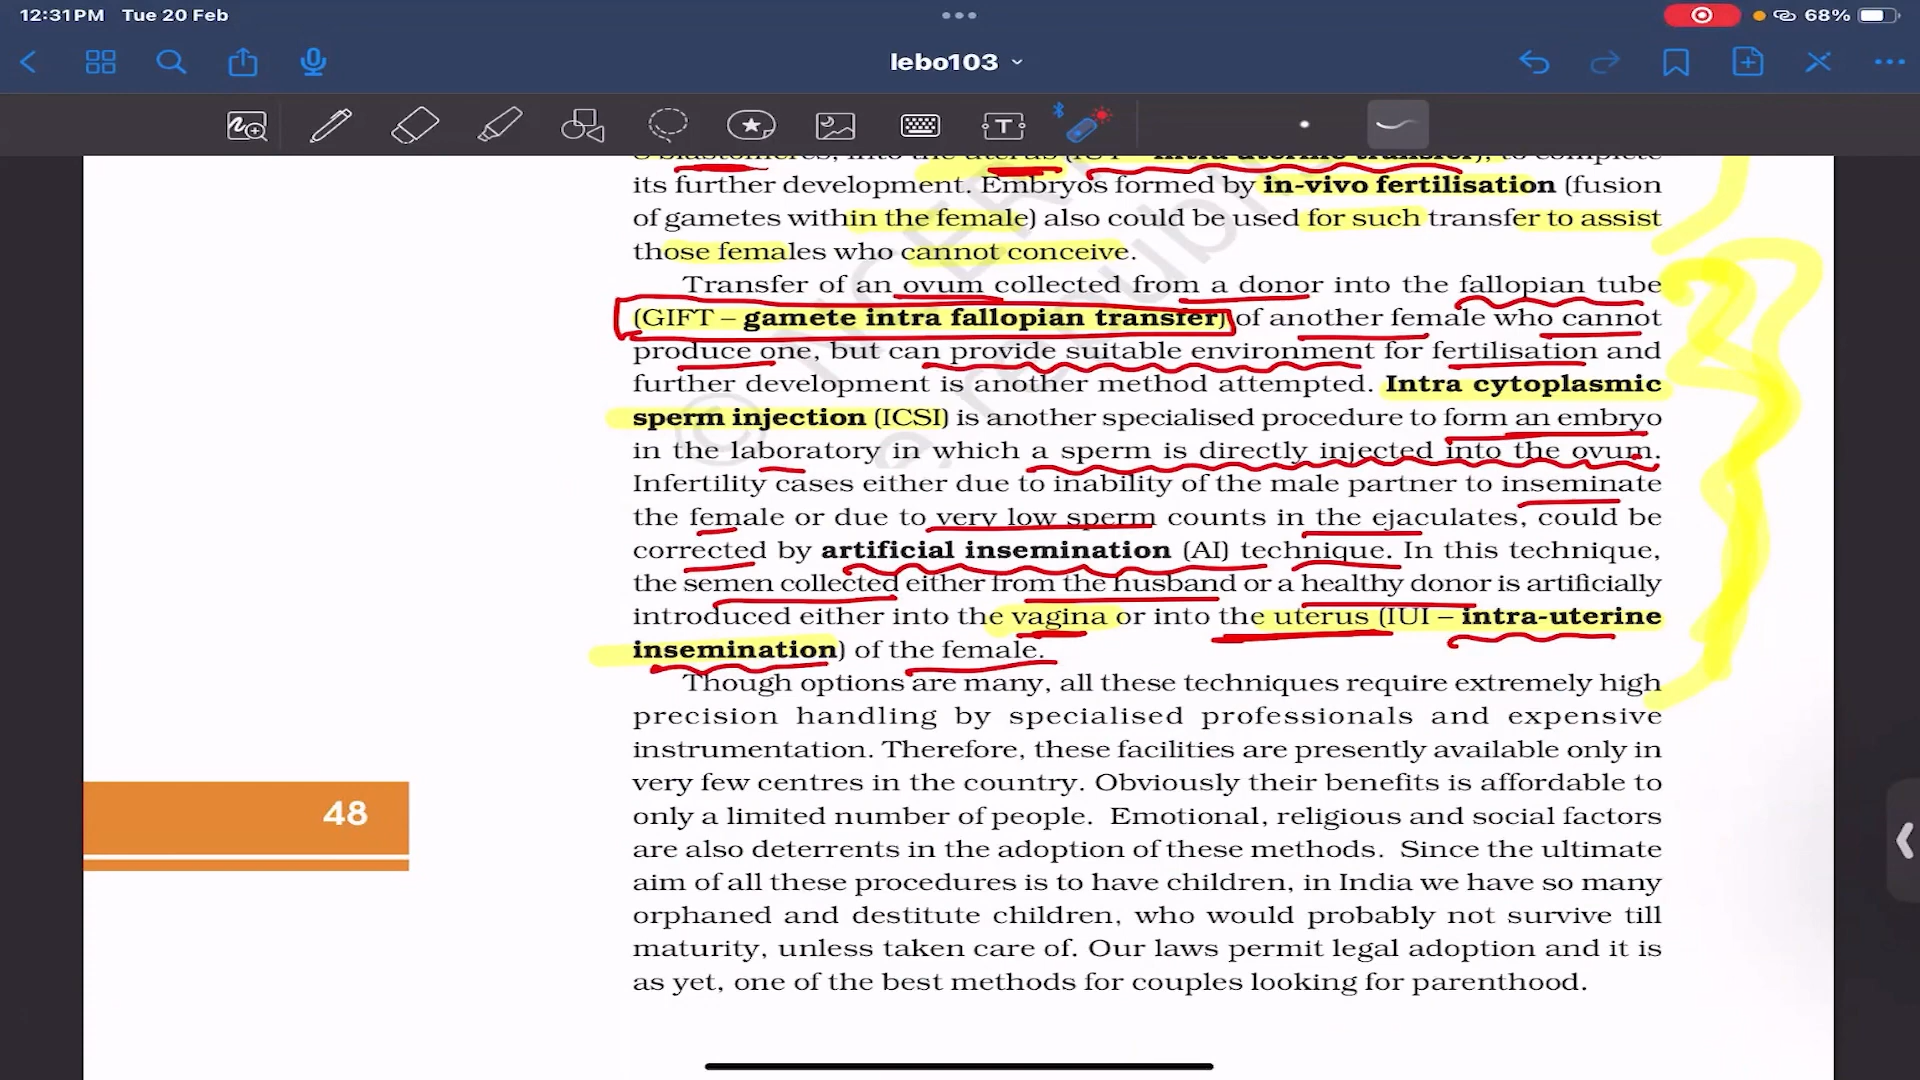 12:31PM Tue 20 Feb
68%
lebo103
T
8 blastomeres, into the uterus (IUT – intra uterine transfer), to complete
its further development. Embryos formed by in-vivo fertilisation (fusion
of gametes within the female) also could be used for such transfer to assist
those females who cannot conceive.
Transfer of an ovum collected from a donor into the fallopian tube
(GIFT – gamete intra fallopian transfer) of another female who cannot
produce one, but can provide suitable environment for fertilisation and
further development is another method attempted. Intra cytoplasmic
sperm injection (ICSI) is another specialised procedure to form an embryo
in the laboratory in which a sperm is directly injected into the ovum.
Infertility cases either due to inability of the male partner to inseminate
the female or due to very low sperm counts in the ejaculates, could be
corrected by artificial insemination (AI) technique. In this technique,
the semen collected either from the husband or a healthy donor is artificially
introduced either into the vagina or into the uterus (IUI – intra-uterine
insemination) of the female.
Though options are many, all these techniques require extremely high
precision handling by specialised professionals and expensive
instrumentation. Therefore, these facilities are presently available only in
very few centres in the country. Obviously their benefits is affordable to
only a limited number of people. Emotional, religious and social factors
are also deterrents in the adoption of these methods. Since the ultimate
aim of all these procedures is to have children, in India we have so many
orphaned and destitute children, who would probably not survive till
maturity, unless taken care of. Our laws permit legal adoption and it is
as yet, one of the best methods for couples looking for parenthood.
48